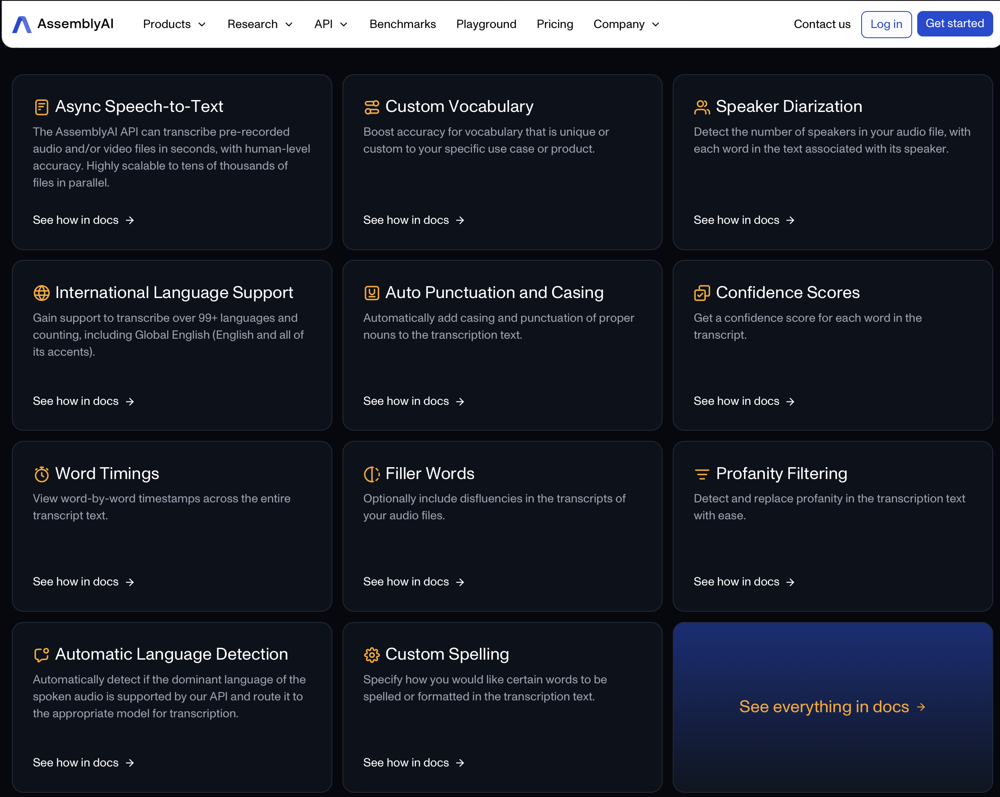 AssemblyAI
Products
Research
API
Benchmarks
Playground
Pricing
Company
Contact us
Log in
Get started
Async Speech-to-Text
The AssemblyAI API can transcribe pre-recorded
audio and/or video files in seconds, with human-level
accuracy. Highly scalable to tens of thousands of
files in parallel.
See how in docs →
Custom Vocabulary
Boost accuracy for vocabulary that is unique or
custom to your specific use case or product.
See how in docs →
Speaker Diarization
Detect the number of speakers in your audio file, with
each word in the text associated with its speaker.
See how in docs →
International Language Support
Gain support to transcribe over 99+ languages and
counting, including Global English (English and all of
its accents).
See how in docs →
Auto Punctuation and Casing
Automatically add casing and punctuation of proper
nouns to the transcription text.
See how in docs →
Confidence Scores
Get a confidence score for each word in the
transcript.
See how in docs →
Word Timings
View word-by-word timestamps across the entire
transcript text.
See how in docs →
Filler Words
Optionally include disfluencies in the transcripts of
your audio files.
See how in docs →
Profanity Filtering
Detect and replace profanity in the transcription text
with ease.
See how in docs →
Automatic Language Detection
Automatically detect if the dominant language of the
spoken audio is supported by our API and route it to
the appropriate model for transcription.
See how in docs →
Custom Spelling
Specify how you would like certain words to be
spelled or formatted in the transcription text.
See how in docs →
See everything in docs →